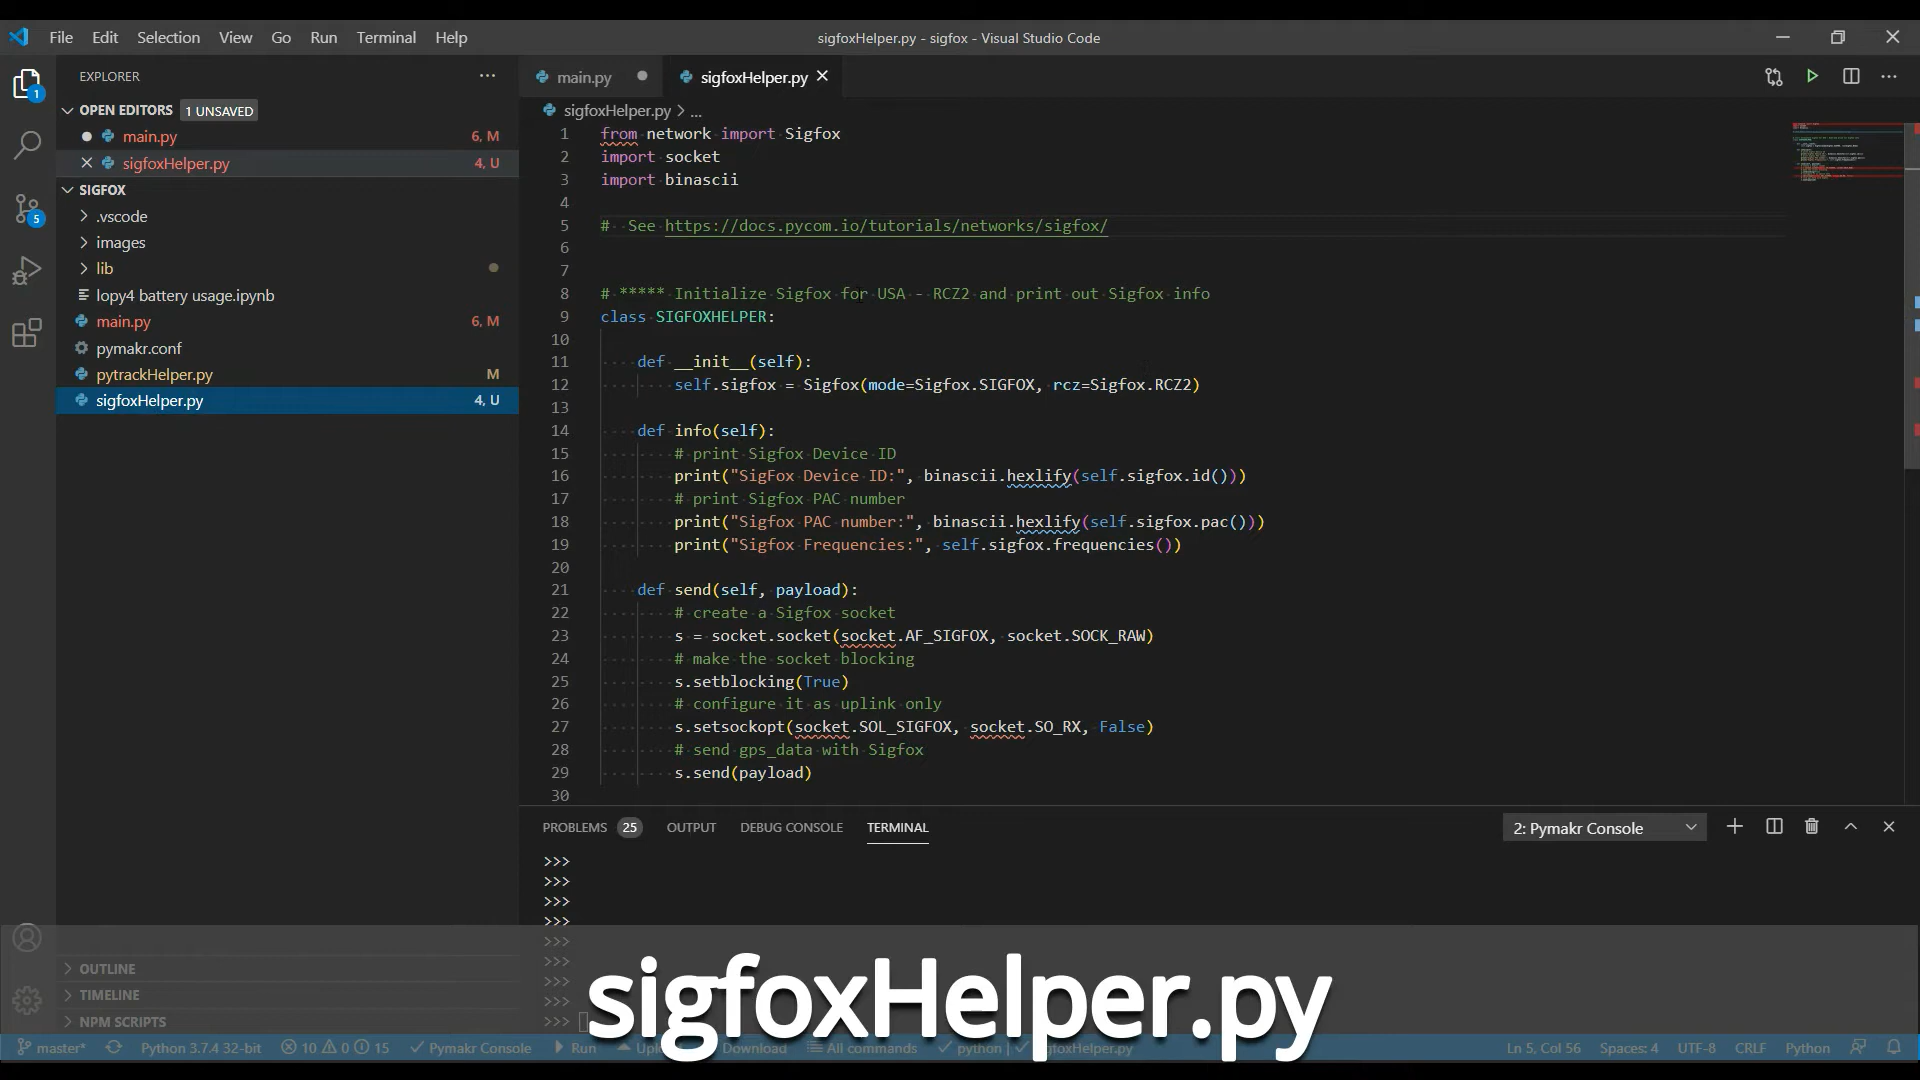 File Edit Selection View Go Run Terminal Help
sigfoxHelper.py - sigfox - Visual Studio Code
EXPLORER
OPEN EDITORS 1 UNSAVED
main.py 6, M
sigfoxHelper.py 4, U
SIGFOX
.vscode
images
lib
lopy4 battery usage.ipynb
main.py 6, M
pymakr.conf
pytrackHelper.py M
sigfoxHelper.py 4, U
OUTLINE
TIMELINE
NPM SCRIPTS
1
5
main.py
sigfoxHelper.py
sigfoxHelper.py > ...
1 from network import Sigfox
2 import socket
3 import binascii
4
5 # See https://docs.pycom.io/tutorials/networks/sigfox/
6
7
8 # ***** Initialize Sigfox for USA - RCZ2 and print out Sigfox info
9 class SIGFOXHELPER:
10
11 def __init__(self):
12 self.sigfox = Sigfox(mode=Sigfox.SIGFOX, rcz=Sigfox.RCZ2)
13
14 def info(self):
15 # print Sigfox Device ID
16 print("SigFox Device ID:", binascii.hexlify(self.sigfox.id()))
17 # print Sigfox PAC number
18 print("Sigfox PAC number:", binascii.hexlify(self.sigfox.pac()))
19 print("Sigfox Frequencies:", self.sigfox.frequencies())
20
21 def send(self, payload):
22 # create a Sigfox socket
23 s = socket.socket(socket.AF_SIGFOX, socket.SOCK_RAW)
24 # make the socket blocking
25 s.setblocking(True)
26 # configure it as uplink only
27 s.setsockopt(socket.SOL_SIGFOX, socket.SO_RX, False)
28 # send gps_data with Sigfox
29 s.send(payload)
30
PROBLEMS 25 OUTPUT DEBUG CONSOLE TERMINAL
2: Pymakr Console
>>>
>>>
>>>
>>>
>>>
>>>
>>>
>>>
>>>
sigfoxHelper.py
master* Python 3.7.4 32-bit 10 0 15 Pymakr Console Run Download All commands python Ln 5, Col 56 Spaces: 4 UTF-8 CRLF Python